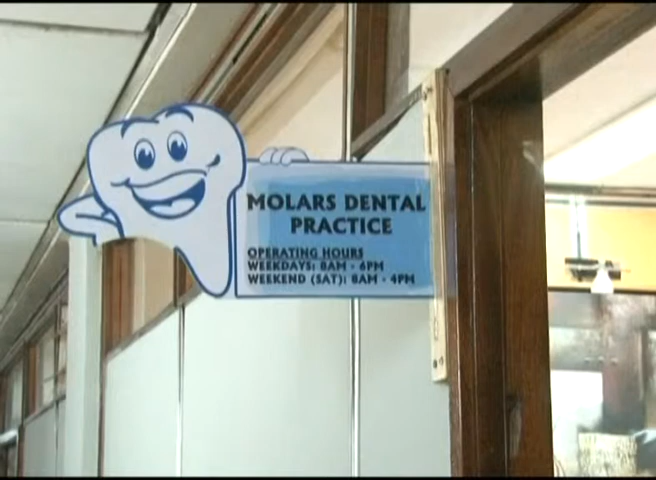 MOLARS DENTAL
PRACTICE
OPERATING HOURS
WEEKDAYS: 8AM - 6PM
WEEKEND (SAT): 8AM - 4PM